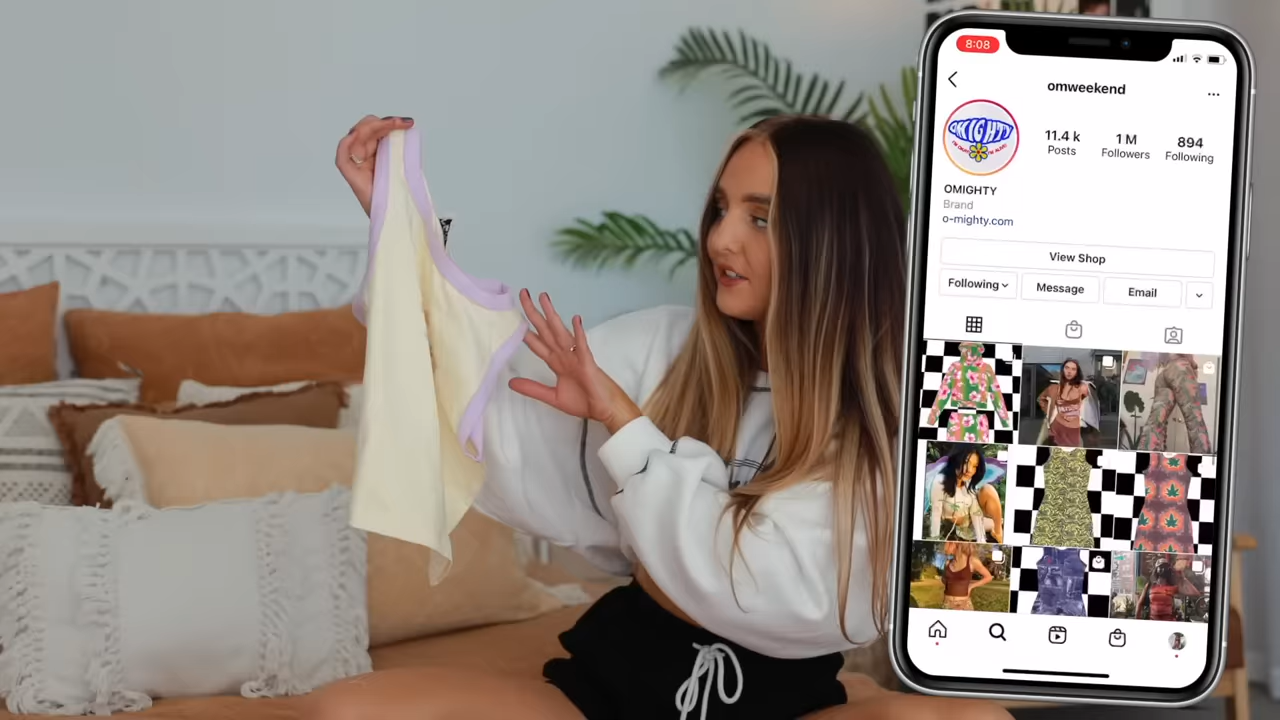 8:08
omweekend
OMIGHTY
11.4 k
Posts
1 M
Followers
894
Following
OMIGHTY
Brand
o-mighty.com
View Shop
Following
Message
Email